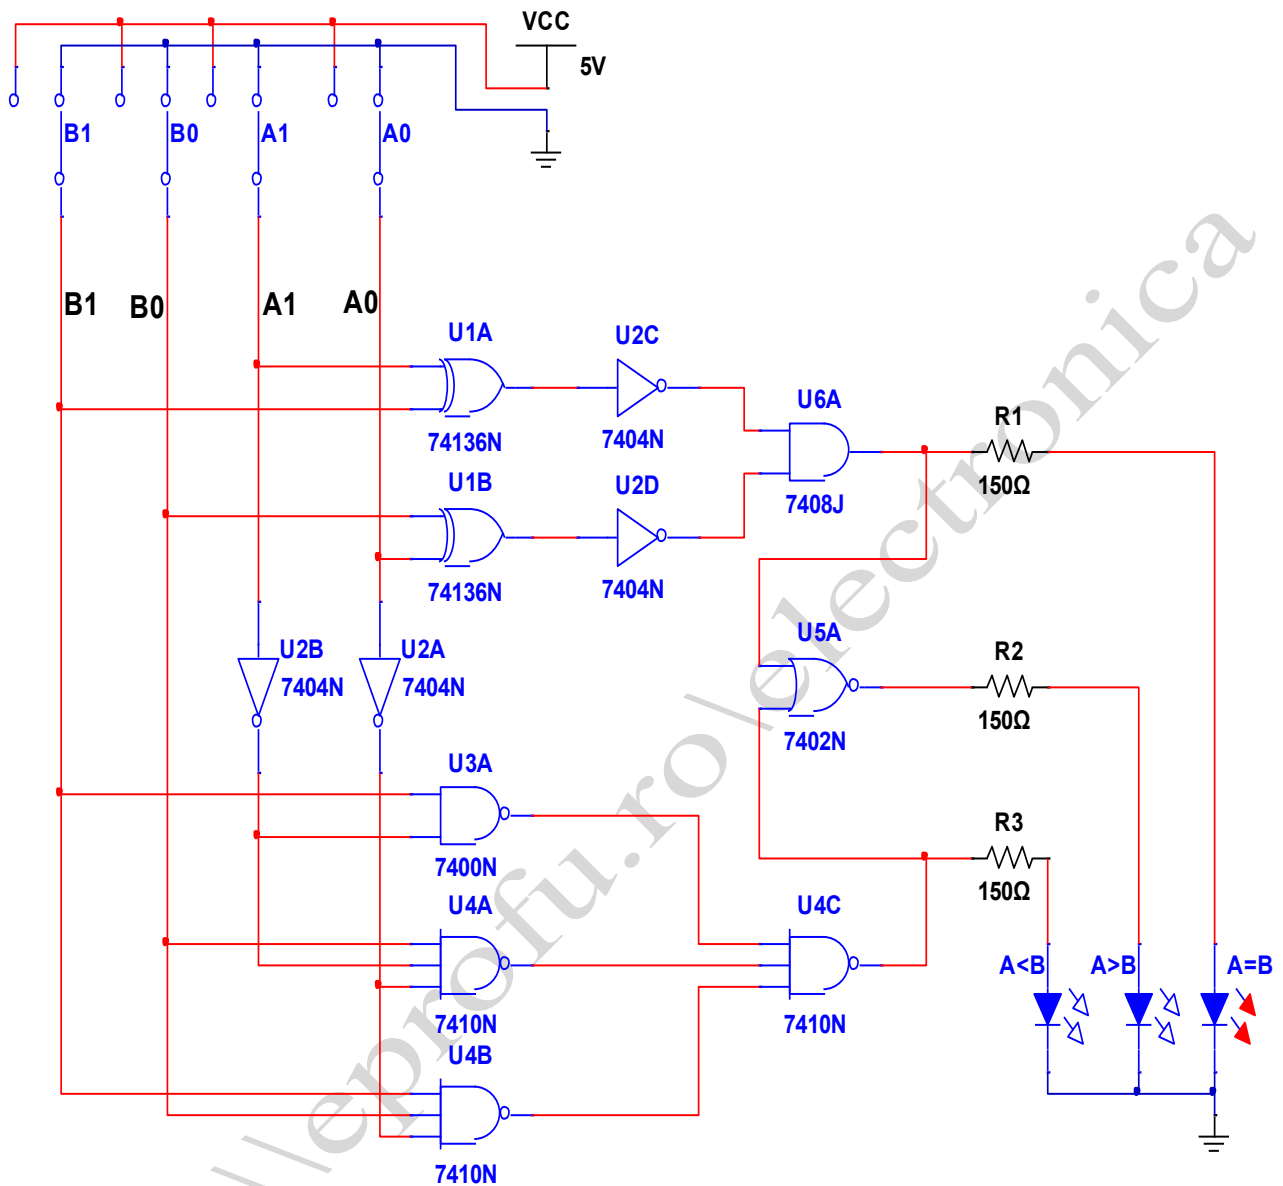 VCC
5V
B1
B0
A1
A0
B1
B0
A1
A0
U1A
74136N
U2C
7404N
U6A
7408J
R1
150Ω
U1B
74136N
U2D
7404N
U2B
7404N
U2A
7404N
U5A
7402N
R2
150Ω
U3A
7400N
R3
150Ω
U4A
7410N
U4C
7410N
A<B
A>B
A=B
U4B
7410N
\\eprofu.ro\electronica